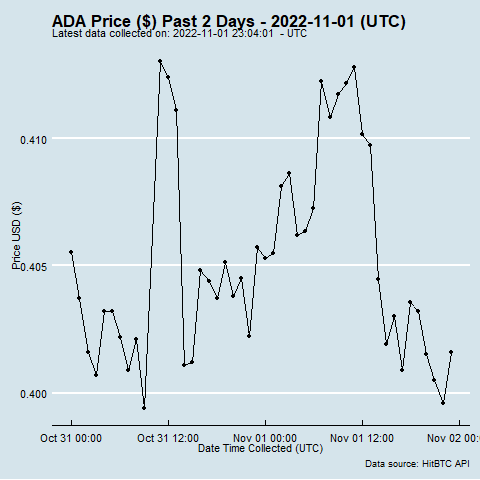 ADA Price ($) Past 2 Days - 2022-11-01 (UTC)
Latest data collected on: 2022-11-01 23:04:01 - UTC
0.410
0.405
0.400
Price USD ($)
Oct 31 00:00 Oct 31 12:00 Nov 01 00:00 Nov 01 12:00 Nov 02 00
Date Time Collected (UTC)
Data source: HitBTC API